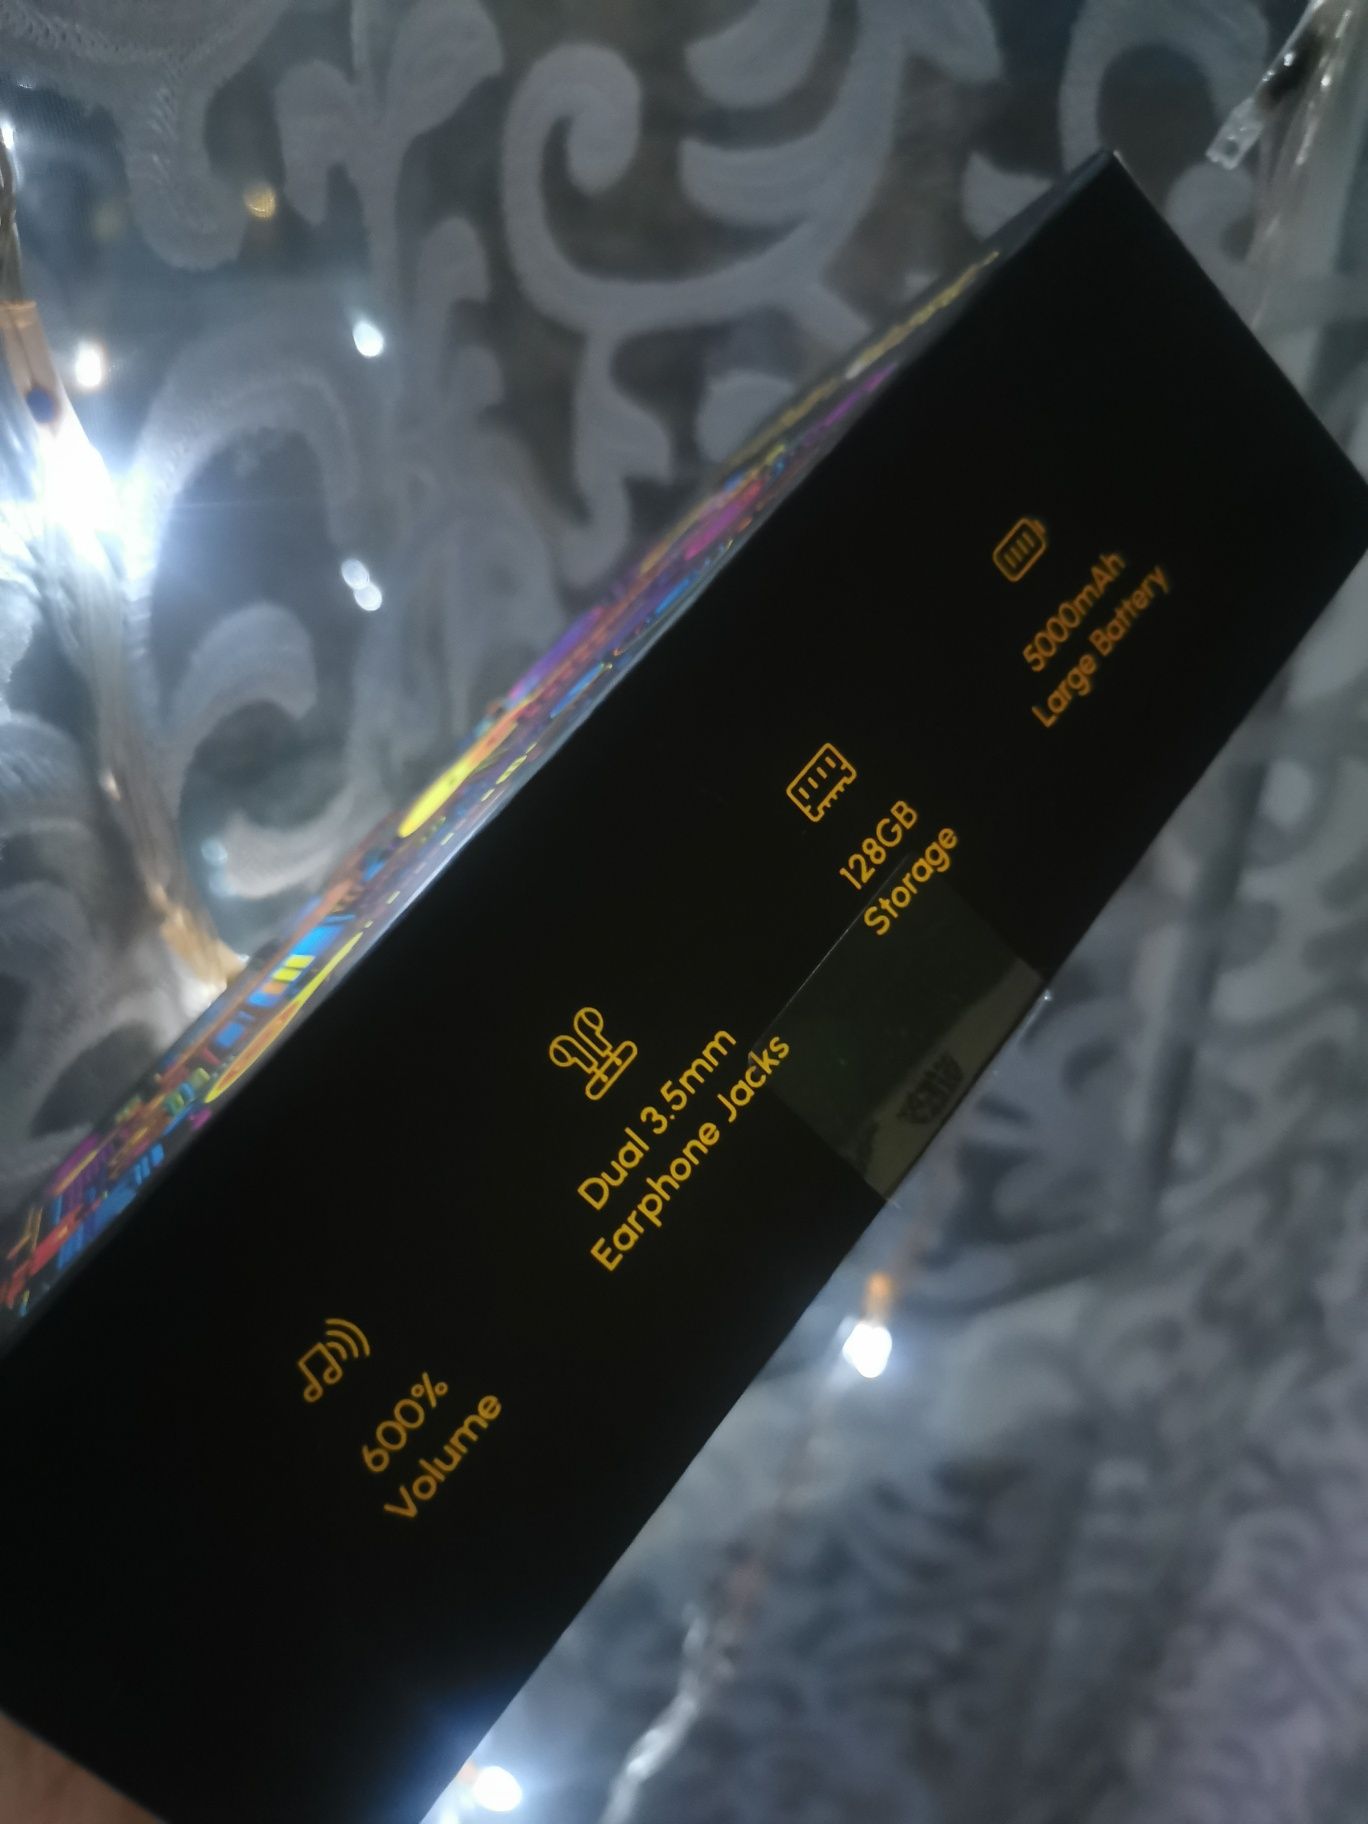 5000mAh
Large Battery
128GB
Storage
Dual 3.5mm
Earphone Jacks
600%
Volume